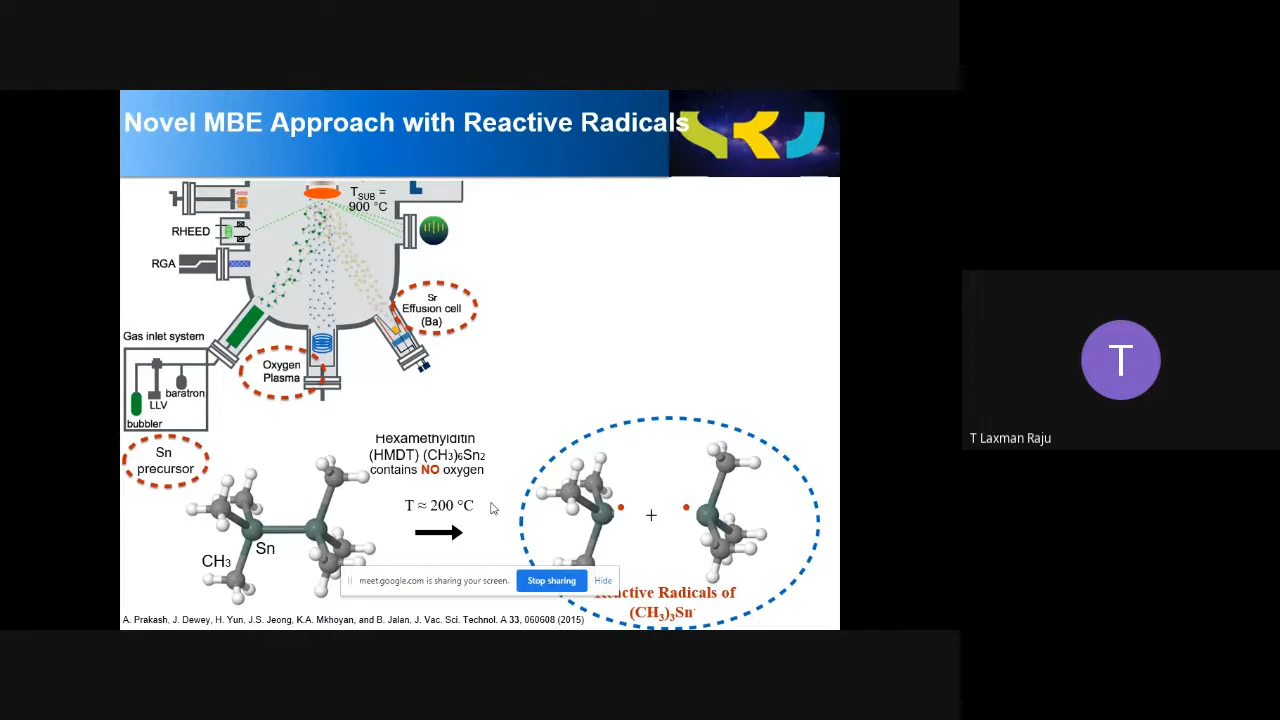 Novel MBE Approach with Reactive Radicals
T_SUB =
900 °C
RHEED
RGA
Sr
Effusion cell
(Ba)
Gas inlet system
Oxygen
Plasma
baratron
LLV
bubbler
Sn
precursor
Hexamethylditin
(HMDT) (CH₃)₆Sn₂
contains NO oxygen
T ≈ 200 °C
+
Sn
CH₃
meet.google.com is sharing your screen.
Stop sharing
Hide
Reactive Radicals of
(CH₃)₃Sn·
A. Prakash, J. Dewey, H. Yun, J.S. Jeong, K.A. Mkhoyan, and B. Jalan, J. Vac. Sci. Technol. A 33, 060608 (2015)
T
T Laxman Raju